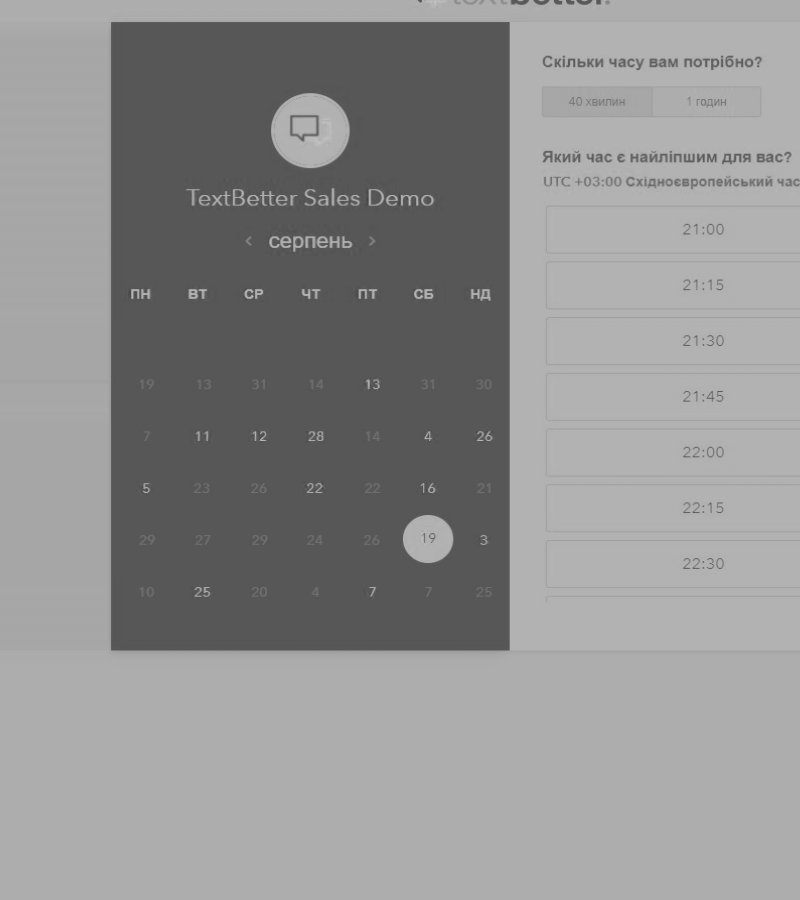 textbetter.
TextBetter Sales Demo
< серпень >
ПН ВТ СР ЧТ ПТ СБ НД
19 13 31 14 13 31 30
7 11 12 28 14 4 26
5 23 26 22 22 16 21
29 27 29 24 26 19 3
10 25 20 4 7 7 25
Скільки часу вам потрібно?
40 хвилин 1 годин
Який час є найліпшим для вас?
UTC +03:00 Східноєвропейський час
21:00
21:15
21:30
21:45
22:00
22:15
22:30